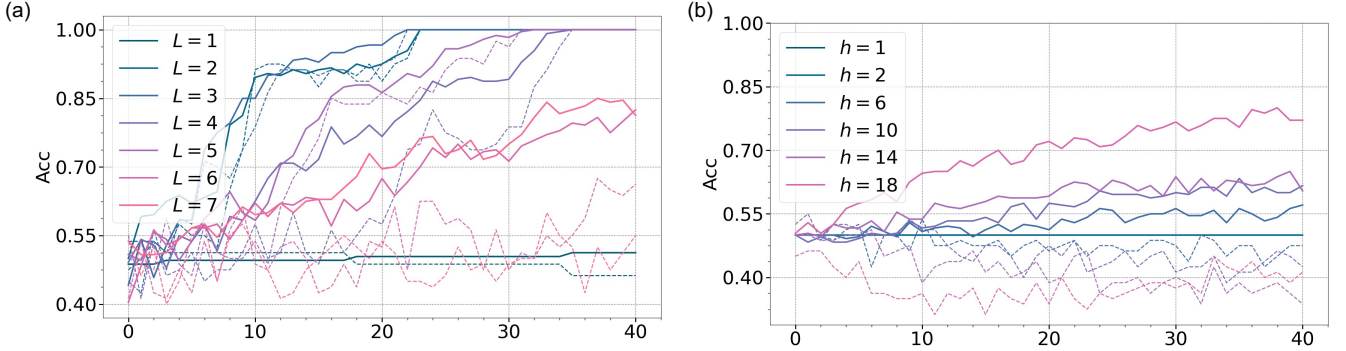 (a)
Acc
1.00
0.85
0.70
0.55
0.40
L = 1
L = 2
L = 3
L = 4
L = 5
L = 6
L = 7
0 10 20 30 40
(b)
Acc
1.00
0.85
0.70
0.55
0.40
h = 1
h = 2
h = 6
h = 10
h = 14
h = 18
0 10 20 30 40